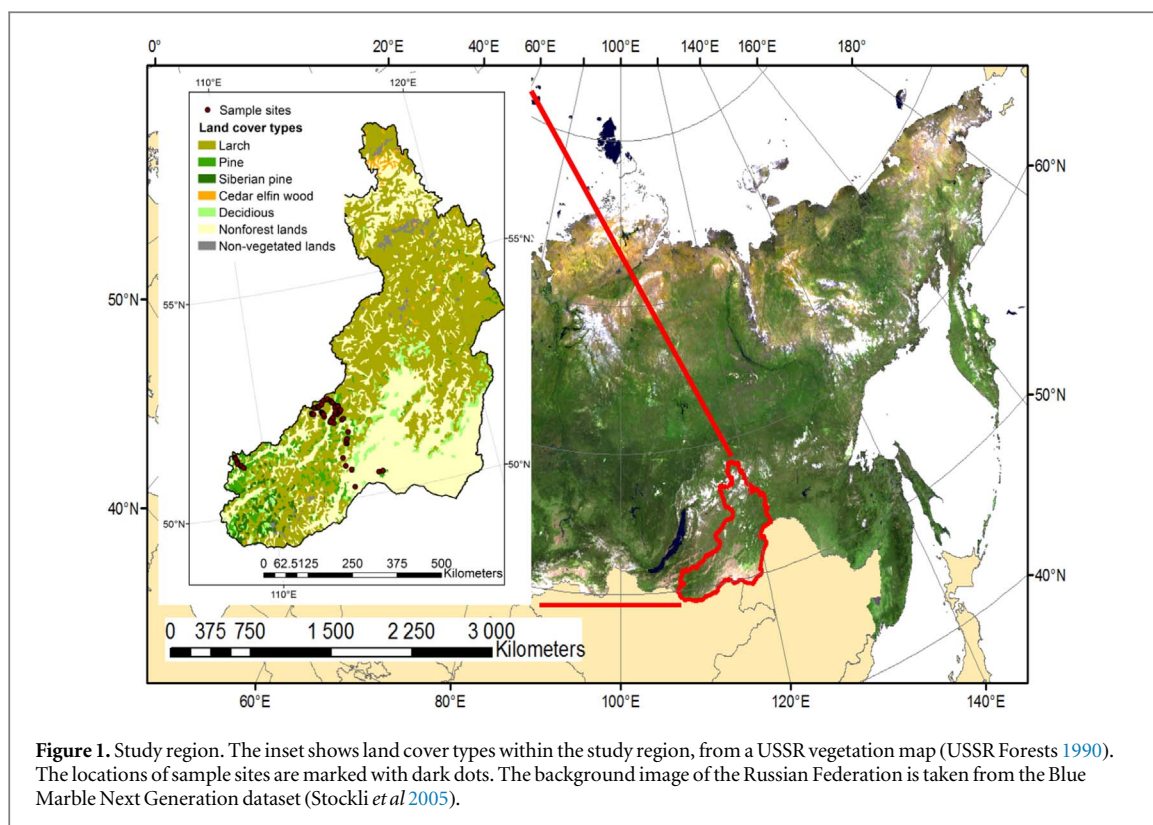 0° 20°E 40°E 60°E 100°E 140°E 160°E 180°
110°E 120°E
Sample sites
Land cover types
Larch
Pine
Siberian pine
Cedar elfin wood
Decidious
Nonforest lands
Non-vegetated lands
60°N
55°N
50°N 55°N
50°N
50°N
40°N
50°N
40°N
0 62.5 125 250 375 500
Kilometers
110°E
0 375 750 1 500 2 250 3 000
Kilometers
60°E 80°E 100°E 120°E 140°E
Figure 1. Study region. The inset shows land cover types within the study region, from a USSR vegetation map (USSR Forests 1990).
The locations of sample sites are marked with dark dots. The background image of the Russian Federation is taken from the Blue
Marble Next Generation dataset (Stockli et al 2005).